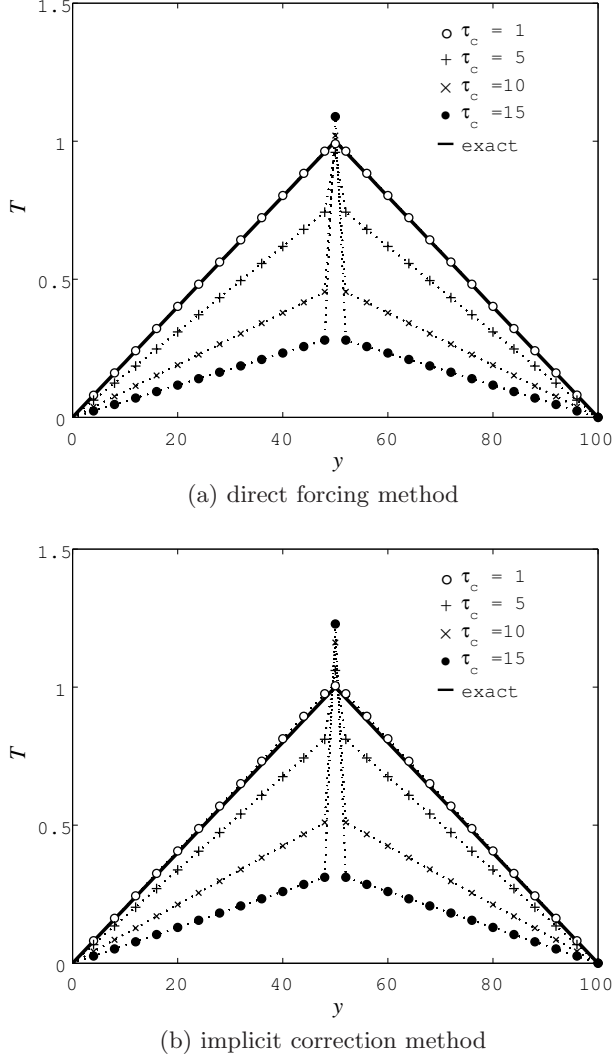 1.5
1
0.5
0
T
0 20 40 60 80 100
y
τc = 1
τc = 5
τc =10
τc =15
exact
(a) direct forcing method
1.5
1
0.5
0
T
0 20 40 60 80 100
y
τc = 1
τc = 5
τc =10
τc =15
exact
(b) implicit correction method